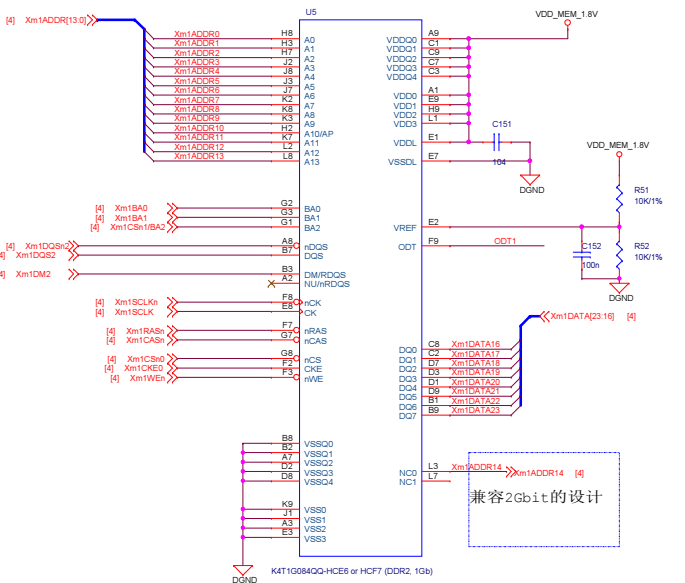 U5
[4] Xm1ADDR[13:0]
VDD_MEM_1.8V
Xm1ADDR0 H8 A0
Xm1ADDR1 H3 A1
Xm1ADDR2 H7 A2
Xm1ADDR3 J2 A3
Xm1ADDR4 J8 A4
Xm1ADDR5 J3 A5
Xm1ADDR6 J7 A6
Xm1ADDR7 K2 A7
Xm1ADDR8 K8 A8
Xm1ADDR9 K3 A9
Xm1ADDR10 H2 A10/AP
Xm1ADDR11 K7 A11
Xm1ADDR12 L2 A12
Xm1ADDR13 L8 A13
VDDQ0 A9
VDDQ1 C1
VDDQ2 C9
VDDQ3 C7
VDDQ4 C3
VDD0 A1
VDD1 E9
VDD2 H9
VDD3 L1
VDDL E1
VSSDL E7
C151
104
DGND
VDD_MEM_1.8V
R51
10K/1%
[4] Xm1BA0 G2 BA0
[4] Xm1BA1 G3 BA1
[4] Xm1CSn1/BA2 G1 BA2
[4] Xm1DQSn2 A8 nDQS
[4] Xm1DQS2 B7 DQS
[4] Xm1DM2 B3 DM/RDQS
A2 NU/nRDQS
VREF E2
ODT F9 ODT1
C152
100n
R52
10K/1%
DGND
[4] Xm1SCLKn F8 nCK
[4] Xm1SCLK E8 CK
[4] Xm1RASn F7 nRAS
[4] Xm1CASn G7 nCAS
[4] Xm1CSn0 G8 nCS
[4] Xm1CKE0 F2 CKE
[4] Xm1WEn F3 nWE
Xm1DATA[23:16] [4]
DQ0 C8 Xm1DATA16
DQ1 C2 Xm1DATA17
DQ2 D7 Xm1DATA18
DQ3 D3 Xm1DATA19
DQ4 D1 Xm1DATA20
DQ5 D9 Xm1DATA21
DQ6 B1 Xm1DATA22
DQ7 B9 Xm1DATA23
B8 VSSQ0
B2 VSSQ1
A7 VSSQ2
D2 VSSQ3
D8 VSSQ4
K9 VSS0
J1 VSS1
A3 VSS2
E3 VSS3
NC0 L3 Xm1ADDR14 Xm1ADDR14 [4]
NC1 L7
兼容2Gbit的设计
DGND
K4T1G084QQ-HCE6 or HCF7 (DDR2, 1Gb)